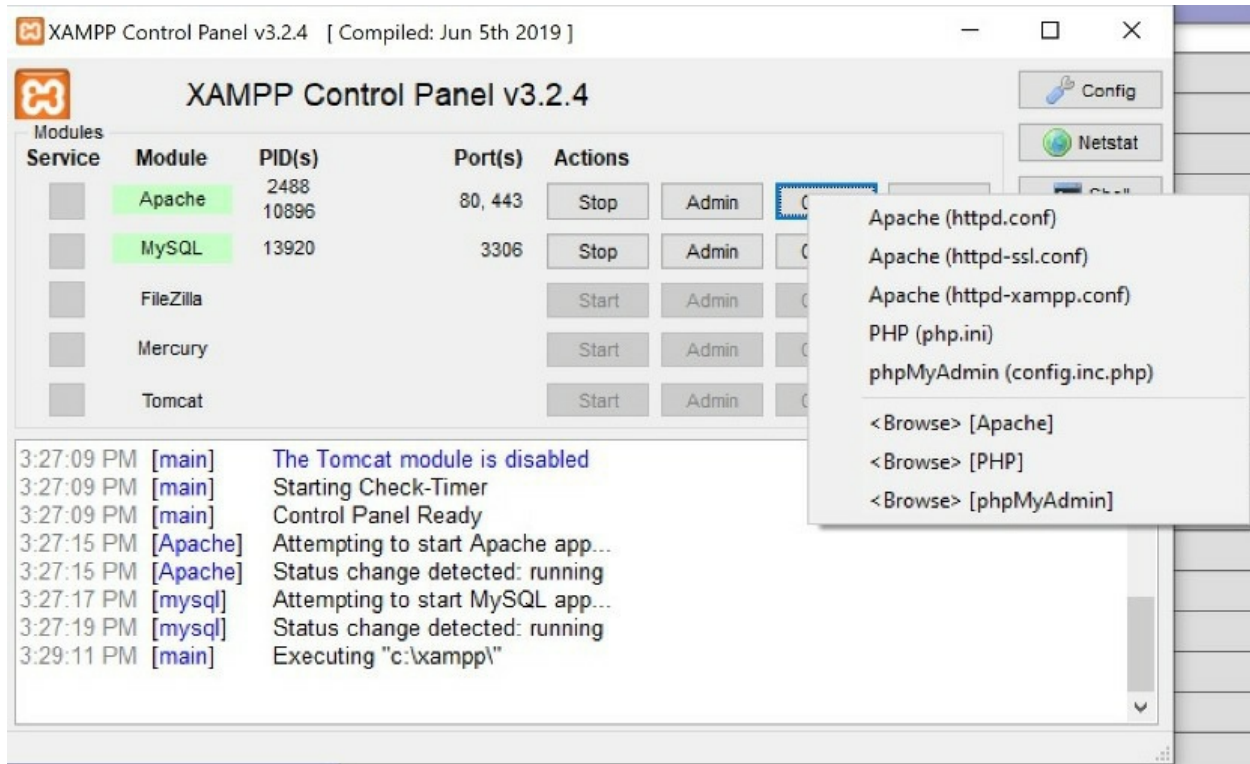 XAMPP Control Panel v3.2.4 [ Compiled: Jun 5th 2019 ]
XAMPP Control Panel v3.2.4
Config
Modules
Service Module PID(s) Port(s) Actions
Netstat
Apache 2488 10896 80, 443 Stop Admin
MySQL 13920 3306 Stop Admin
FileZilla Start Admin
Mercury Start Admin
Tomcat Start Admin
Apache (httpd.conf)
Apache (httpd-ssl.conf)
Apache (httpd-xampp.conf)
PHP (php.ini)
phpMyAdmin (config.inc.php)
<Browse> [Apache]
<Browse> [PHP]
<Browse> [phpMyAdmin]
3:27:09 PM [main] The Tomcat module is disabled
3:27:09 PM [main] Starting Check-Timer
3:27:09 PM [main] Control Panel Ready
3:27:15 PM [Apache] Attempting to start Apache app...
3:27:15 PM [Apache] Status change detected: running
3:27:17 PM [mysql] Attempting to start MySQL app...
3:27:19 PM [mysql] Status change detected: running
3:29:11 PM [main] Executing "c:\xampp\"